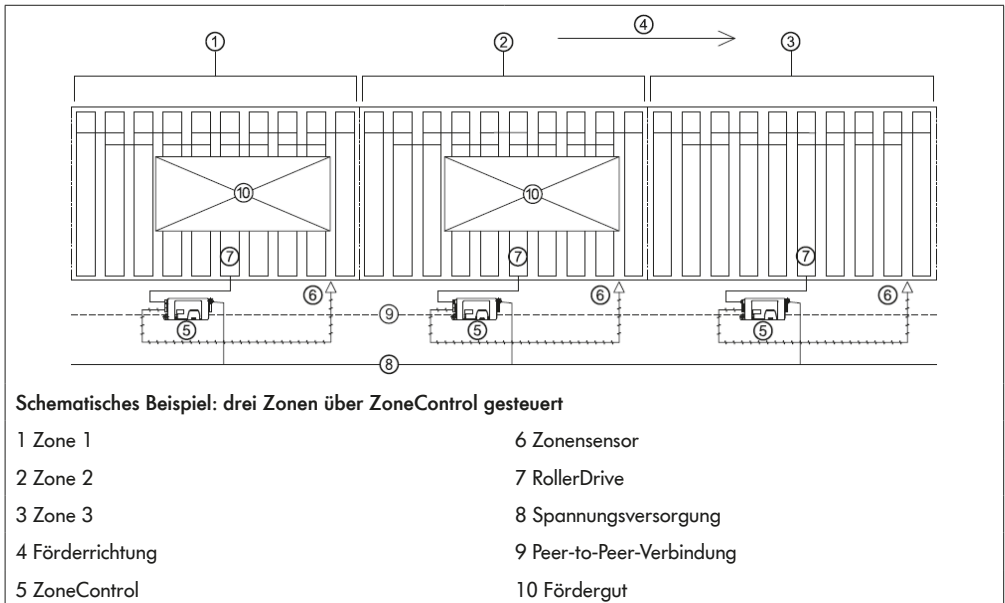 ① ② ④ ③
⑩ ⑩
⑦ ⑦ ⑦
⑥ ⑥ ⑥
⑨
⑤ ⑤ ⑤
⑧
Schematisches Beispiel: drei Zonen über ZoneControl gesteuert
1 Zone 1
2 Zone 2
3 Zone 3
4 Förderrichtung
5 ZoneControl
6 Zonensensor
7 RollerDrive
8 Spannungsversorgung
9 Peer-to-Peer-Verbindung
10 Fördergut